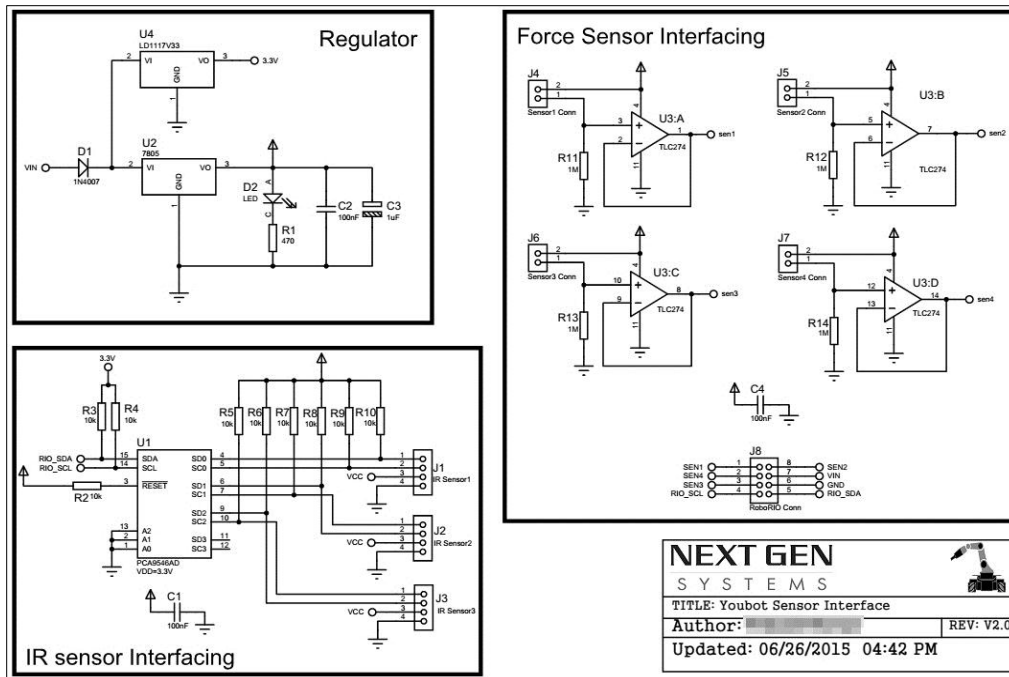 Regulator
U4
LD1117V33
2 VI VO 3 3.3V
GND
1
D1
VIN
1N4007
U2
7805
2 VI VO 3
GND
1
D2
LED
A
C
R1
470
C2
100nF
C3
1uF
Force Sensor Interfacing
J4
2
1
Sensor1 Conn
R11
1M
U3:A
4
3
2
1
11
TLC274
sen1
J5
2
1
Sensor2 Conn
R12
1M
U3:B
4
5
6
7
11
TLC274
sen2
J6
2
1
Sensor3 Conn
R13
1M
U3:C
4
10
9
8
11
TLC274
sen3
J7
2
1
Sensor4 Conn
R14
1M
U3:D
4
12
13
14
11
TLC274
sen4
C4
100nF
J8
SEN1 1 8 SEN2
SEN4 2 7 VIN
SEN3 3 6 GND
RIO_SCL 4 5 RIO_SDA
RoboRIO Conn
3.3V
R3
10k
R4
10k
R5
10k
R6
10k
R7
10k
R8
10k
R9
10k
R10
10k
U1
RIO_SDA 15 SDA SD0 4
RIO_SCL 14 SCL SC0 5
R2 10k 3 RESET SD1 6
SC1 7
SD2 9
SC2 10
13 A2 SD3 11
2 A1 SC3 12
1 A0
PCA9546AD
VDD=3.3V
C1
100nF
1
2
VCC 3
4
J1
IR Sensor1
1
2
VCC 3
4
J2
IR Sensor2
1
2
VCC 3
4
J3
IR Sensor3
IR sensor Interfacing
NEXT GEN
SYSTEMS
TITLE: Youbot Sensor Interface
Author:
REV: V2.0
Updated: 06/26/2015 04:42 PM